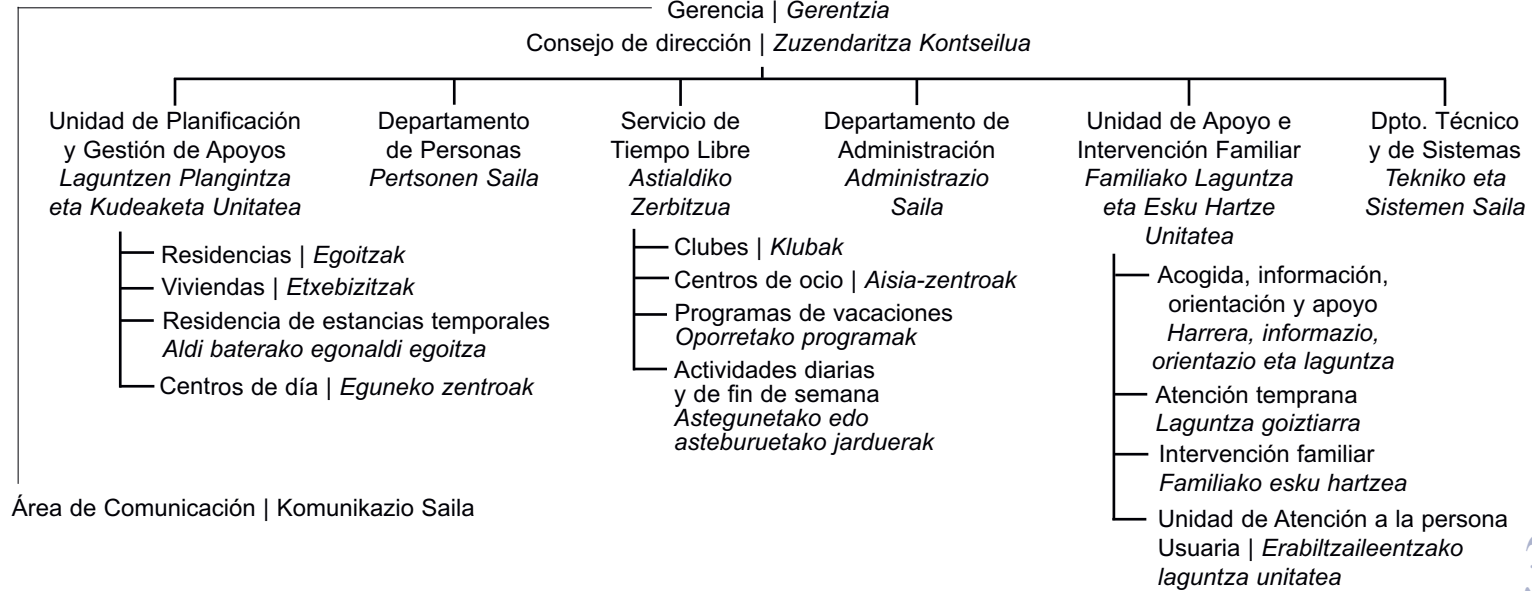 Gerencia | Gerentzia
Consejo de dirección | Zuzendaritza Kontseilua
Unidad de Planificación
y Gestión de Apoyos
Laguntzen Plangintza
eta Kudeaketa Unitatea
Residencias | Egoitzak
Viviendas | Etxebizitzak
Residencia de estancias temporales
Aldi baterako egonaldi egoitza
Centros de día | Eguneko zentroak
Departamento
de Personas
Pertsonen Saila
Servicio de
Tiempo Libre
Astialdiko
Zerbitzua
Clubes | Klubak
Centros de ocio | Aisia-zentroak
Programas de vacaciones
Oporretako programak
Actividades diarias
y de fin de semana
Astegunetako edo
asteburuetako jarduerak
Departamento de
Administración
Administrazio
Saila
Unidad de Apoyo e
Intervención Familiar
Familiako Laguntza
eta Esku Hartze
Unitatea
Acogida, información,
orientación y apoyo
Harrera, informazio,
orientazio eta laguntza
Atención temprana
Laguntza goiztiarra
Intervención familiar
Familiako esku hartzea
Unidad de Atención a la persona
Usuaria | Erabiltzaileentzako
laguntza unitatea
Dpto. Técnico
y de Sistemas
Tekniko eta
Sistemen Saila
Área de Comunicación | Komunikazio Saila